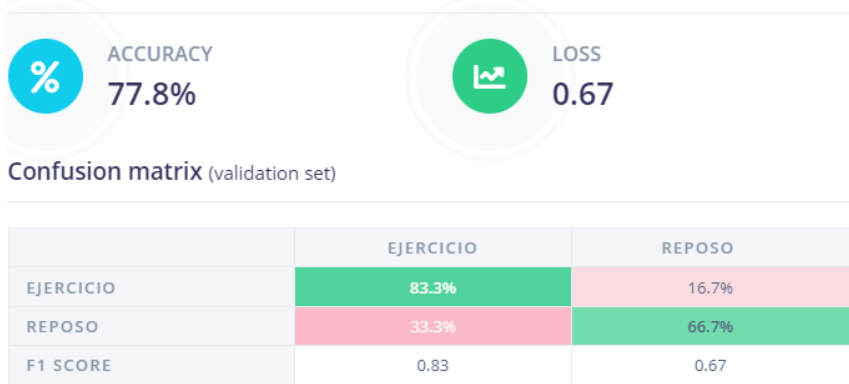 %
ACCURACY
77.8%
LOSS
0.67
Confusion matrix (validation set)
EJERCICIO REPOSO
EJERCICIO 83.3% 16.7%
REPOSO 33.3% 66.7%
F1 SCORE 0.83 0.67